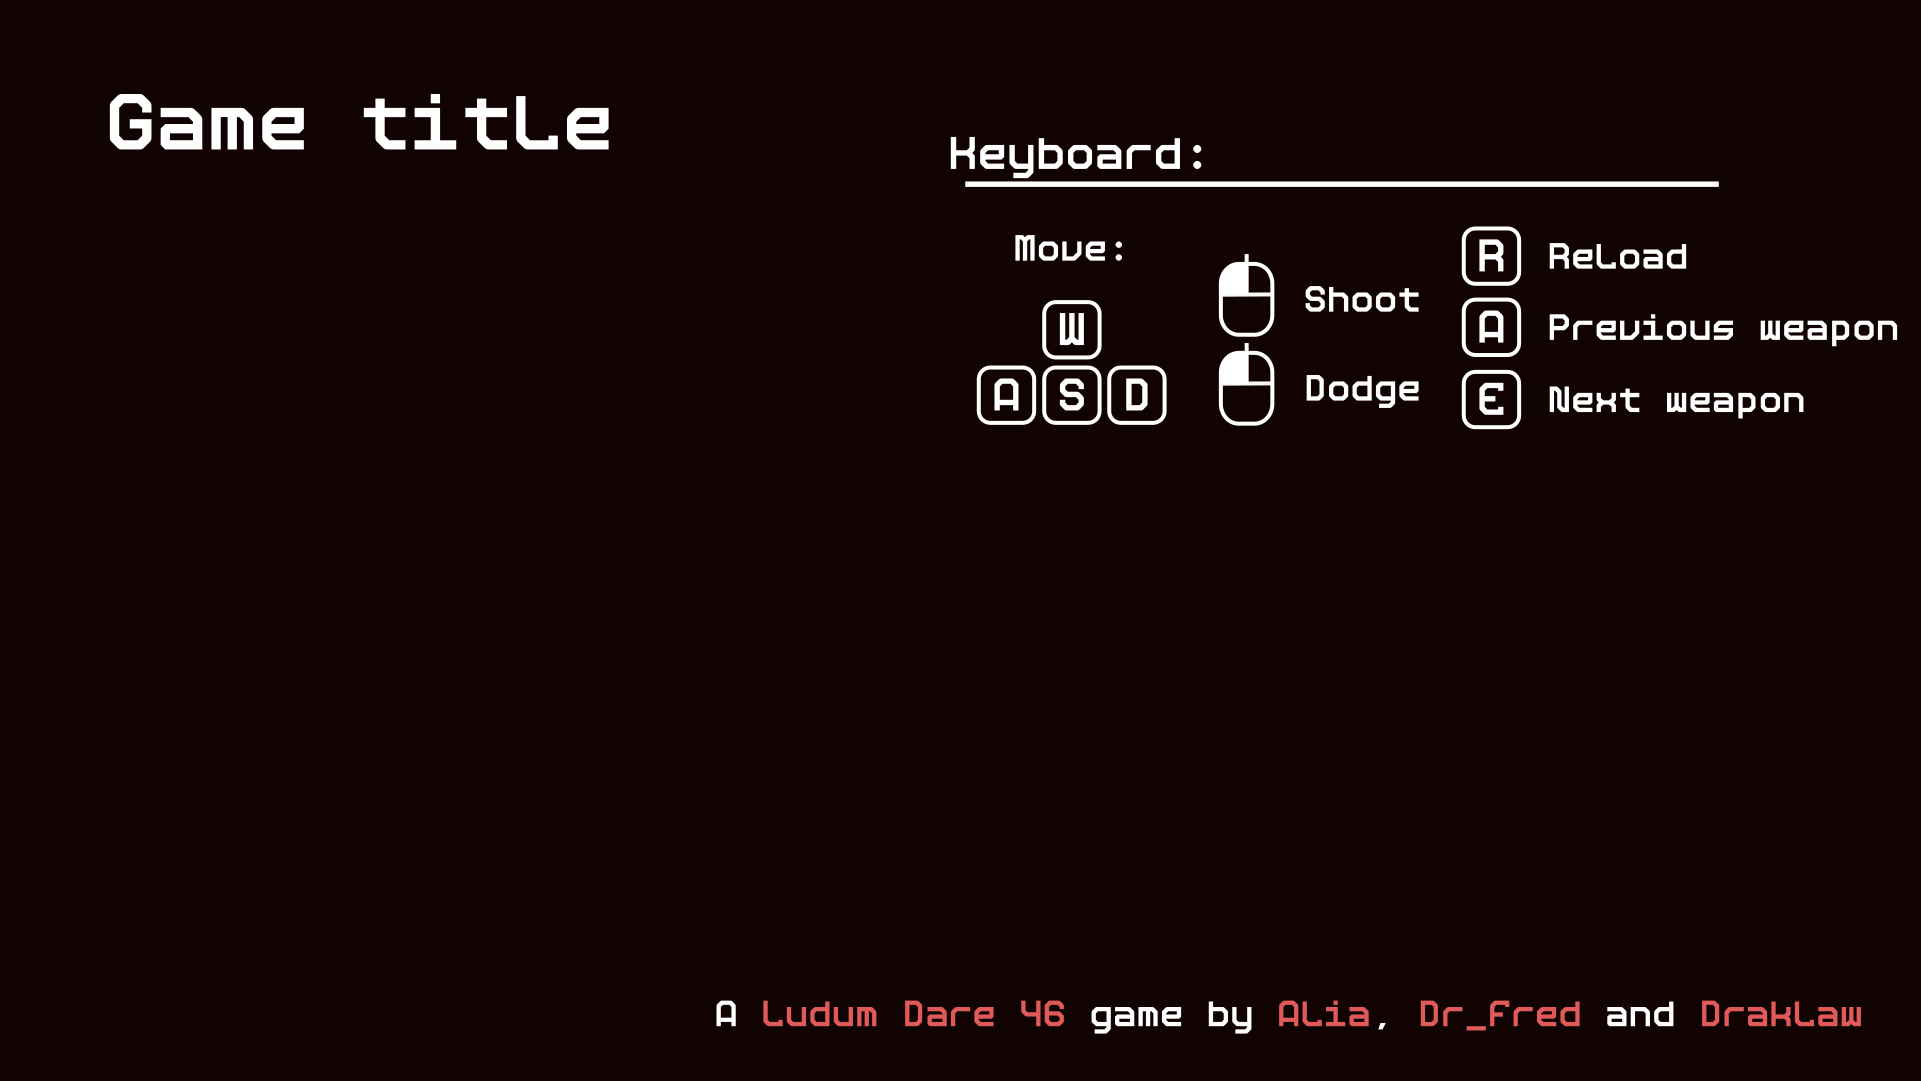 Game title
Keyboard:
Move:
W
A S D
Shoot
Dodge
R Reload
A Previous weapon
E Next weapon
A Ludum Dare 46 game by Alia, Dr_Fred and Draklaw